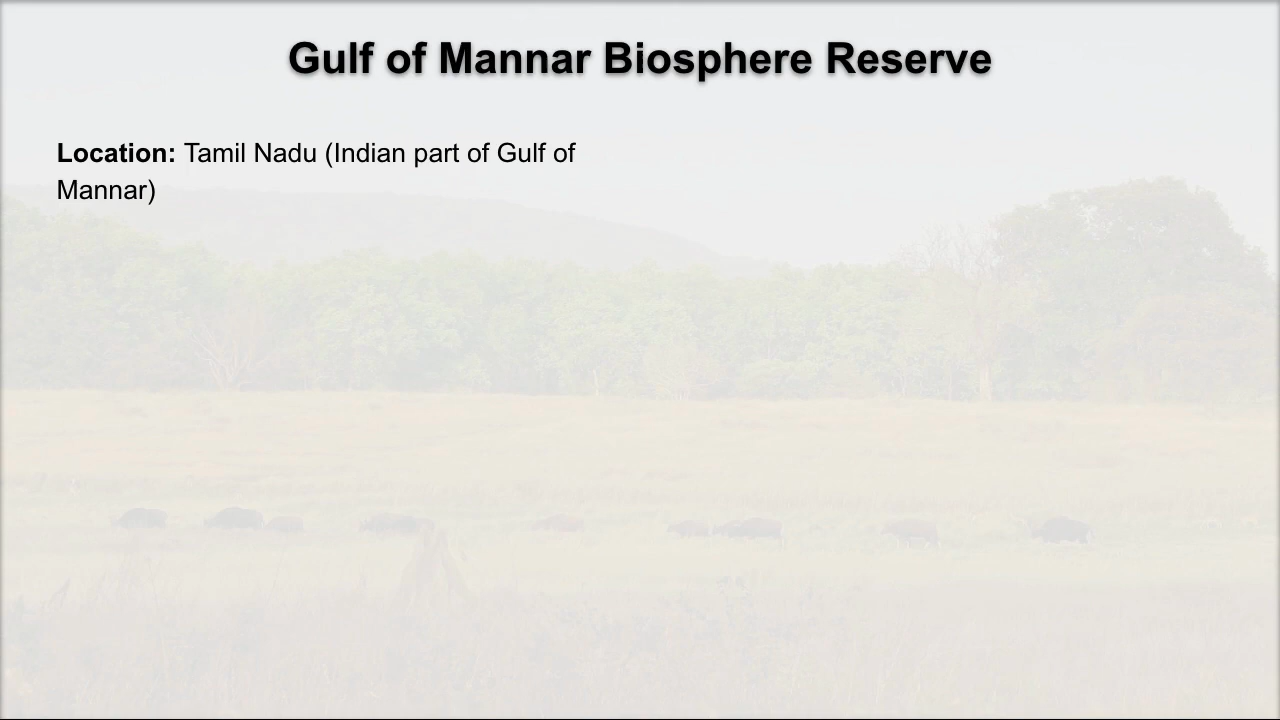 Gulf of Mannar Biosphere Reserve
Location: Tamil Nadu (Indian part of Gulf of
Mannar)